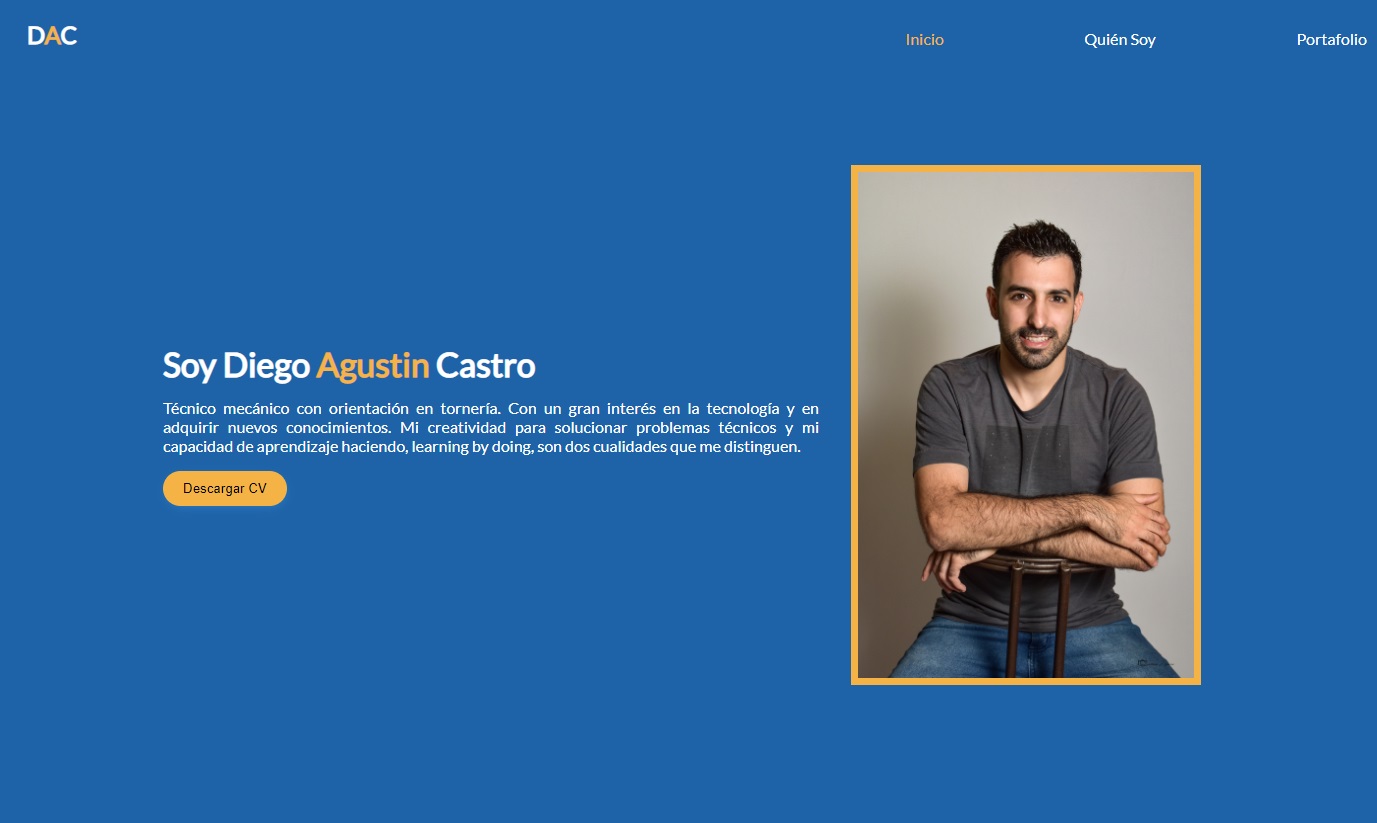 DAC
Inicio
Quién Soy
Portafolio
Soy Diego Agustin Castro
Técnico mecánico con orientación en tornería. Con un gran interés en la tecnología y en
adquirir nuevos conocimientos. Mi creatividad para solucionar problemas técnicos y mi
capacidad de aprendizaje haciendo, learning by doing, son dos cualidades que me distinguen.
Descargar CV